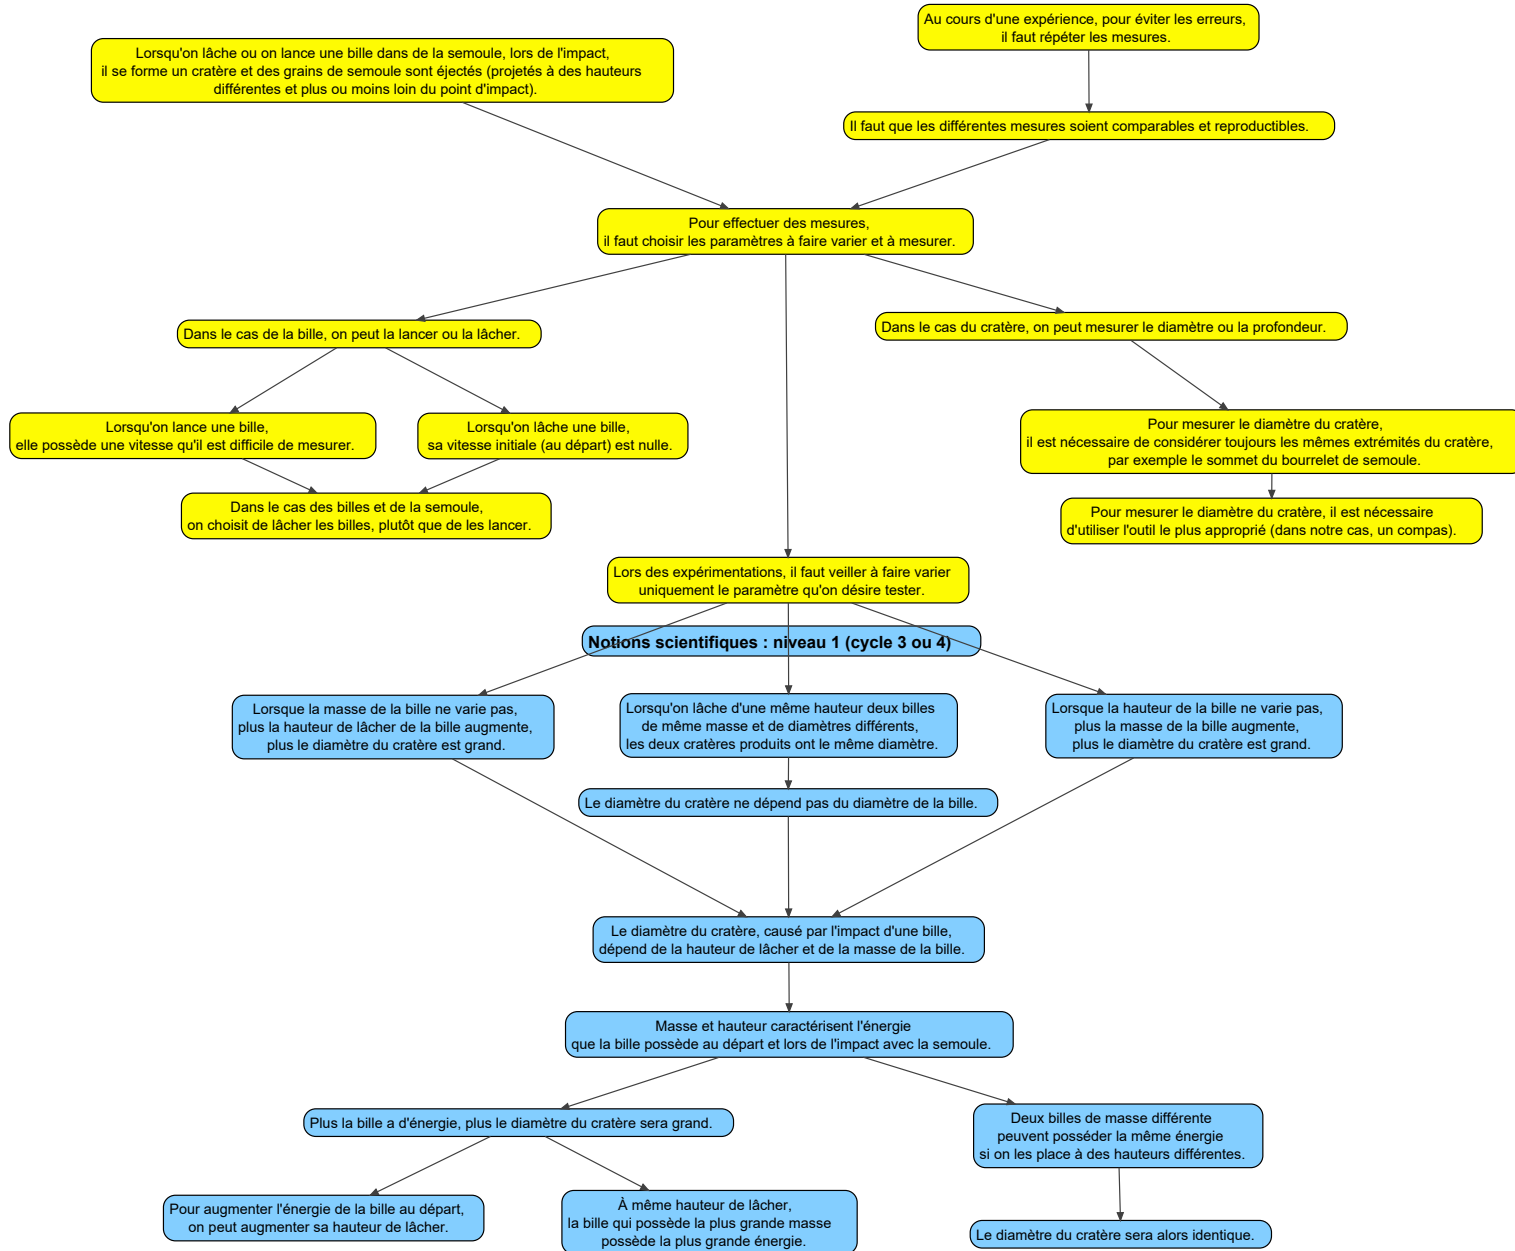 Au cours d'une expérience, pour éviter les erreurs,
il faut répéter les mesures.
Lorsqu'on lâche ou on lance une bille dans de la semoule, lors de l'impact,
il se forme un cratère et des grains de semoule sont éjectés (projetés à des hauteurs
différentes et plus ou moins loin du point d'impact).
Il faut que les différentes mesures soient comparables et reproductibles.
Pour effectuer des mesures,
il faut choisir les paramètres à faire varier et à mesurer.
Dans le cas de la bille, on peut la lancer ou la lâcher.
Dans le cas du cratère, on peut mesurer le diamètre ou la profondeur.
Lorsqu'on lance une bille,
elle possède une vitesse qu'il est difficile de mesurer.
Lorsqu'on lâche une bille,
sa vitesse initiale (au départ) est nulle.
Pour mesurer le diamètre du cratère,
il est nécessaire de considérer toujours les mêmes extrémités du cratère,
par exemple le sommet du bourrelet de semoule.
Dans le cas des billes et de la semoule,
on choisit de lâcher les billes, plutôt que de les lancer.
Pour mesurer le diamètre du cratère, il est nécessaire
d'utiliser l'outil le plus approprié (dans notre cas, un compas).
Lors des expérimentations, il faut veiller à faire varier
uniquement le paramètre qu'on désire tester.
Notions scientifiques : niveau 1 (cycle 3 ou 4)
Lorsque la masse de la bille ne varie pas,
plus la hauteur de lâcher de la bille augmente,
plus le diamètre du cratère est grand.
Lorsqu'on lâche d'une même hauteur deux billes
de même masse et de diamètres différents,
les deux cratères produits ont le même diamètre.
Lorsque la hauteur de la bille ne varie pas,
plus la masse de la bille augmente,
plus le diamètre du cratère est grand.
Le diamètre du cratère ne dépend pas du diamètre de la bille.
Le diamètre du cratère, causé par l'impact d'une bille,
dépend de la hauteur de lâcher et de la masse de la bille.
Masse et hauteur caractérisent l'énergie
que la bille possède au départ et lors de l'impact avec la semoule.
Plus la bille a d'énergie, plus le diamètre du cratère sera grand.
Deux billes de masse différente
peuvent posséder la même énergie
si on les place à des hauteurs différentes.
Pour augmenter l'énergie de la bille au départ,
on peut augmenter sa hauteur de lâcher.
À même hauteur de lâcher,
la bille qui possède la plus grande masse
possède la plus grande énergie.
Le diamètre du cratère sera alors identique.